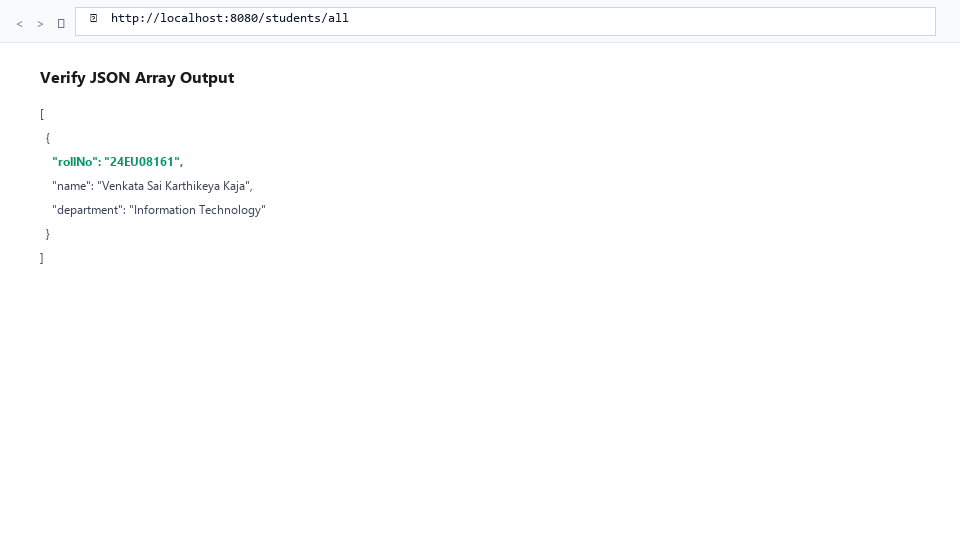 < > http://localhost:8080/students/all
Verify JSON Array Output
[
{
"rollNo": "24EU08161",
"name": "Venkata Sai Karthikeya Kaja",
"department": "Information Technology"
}
]